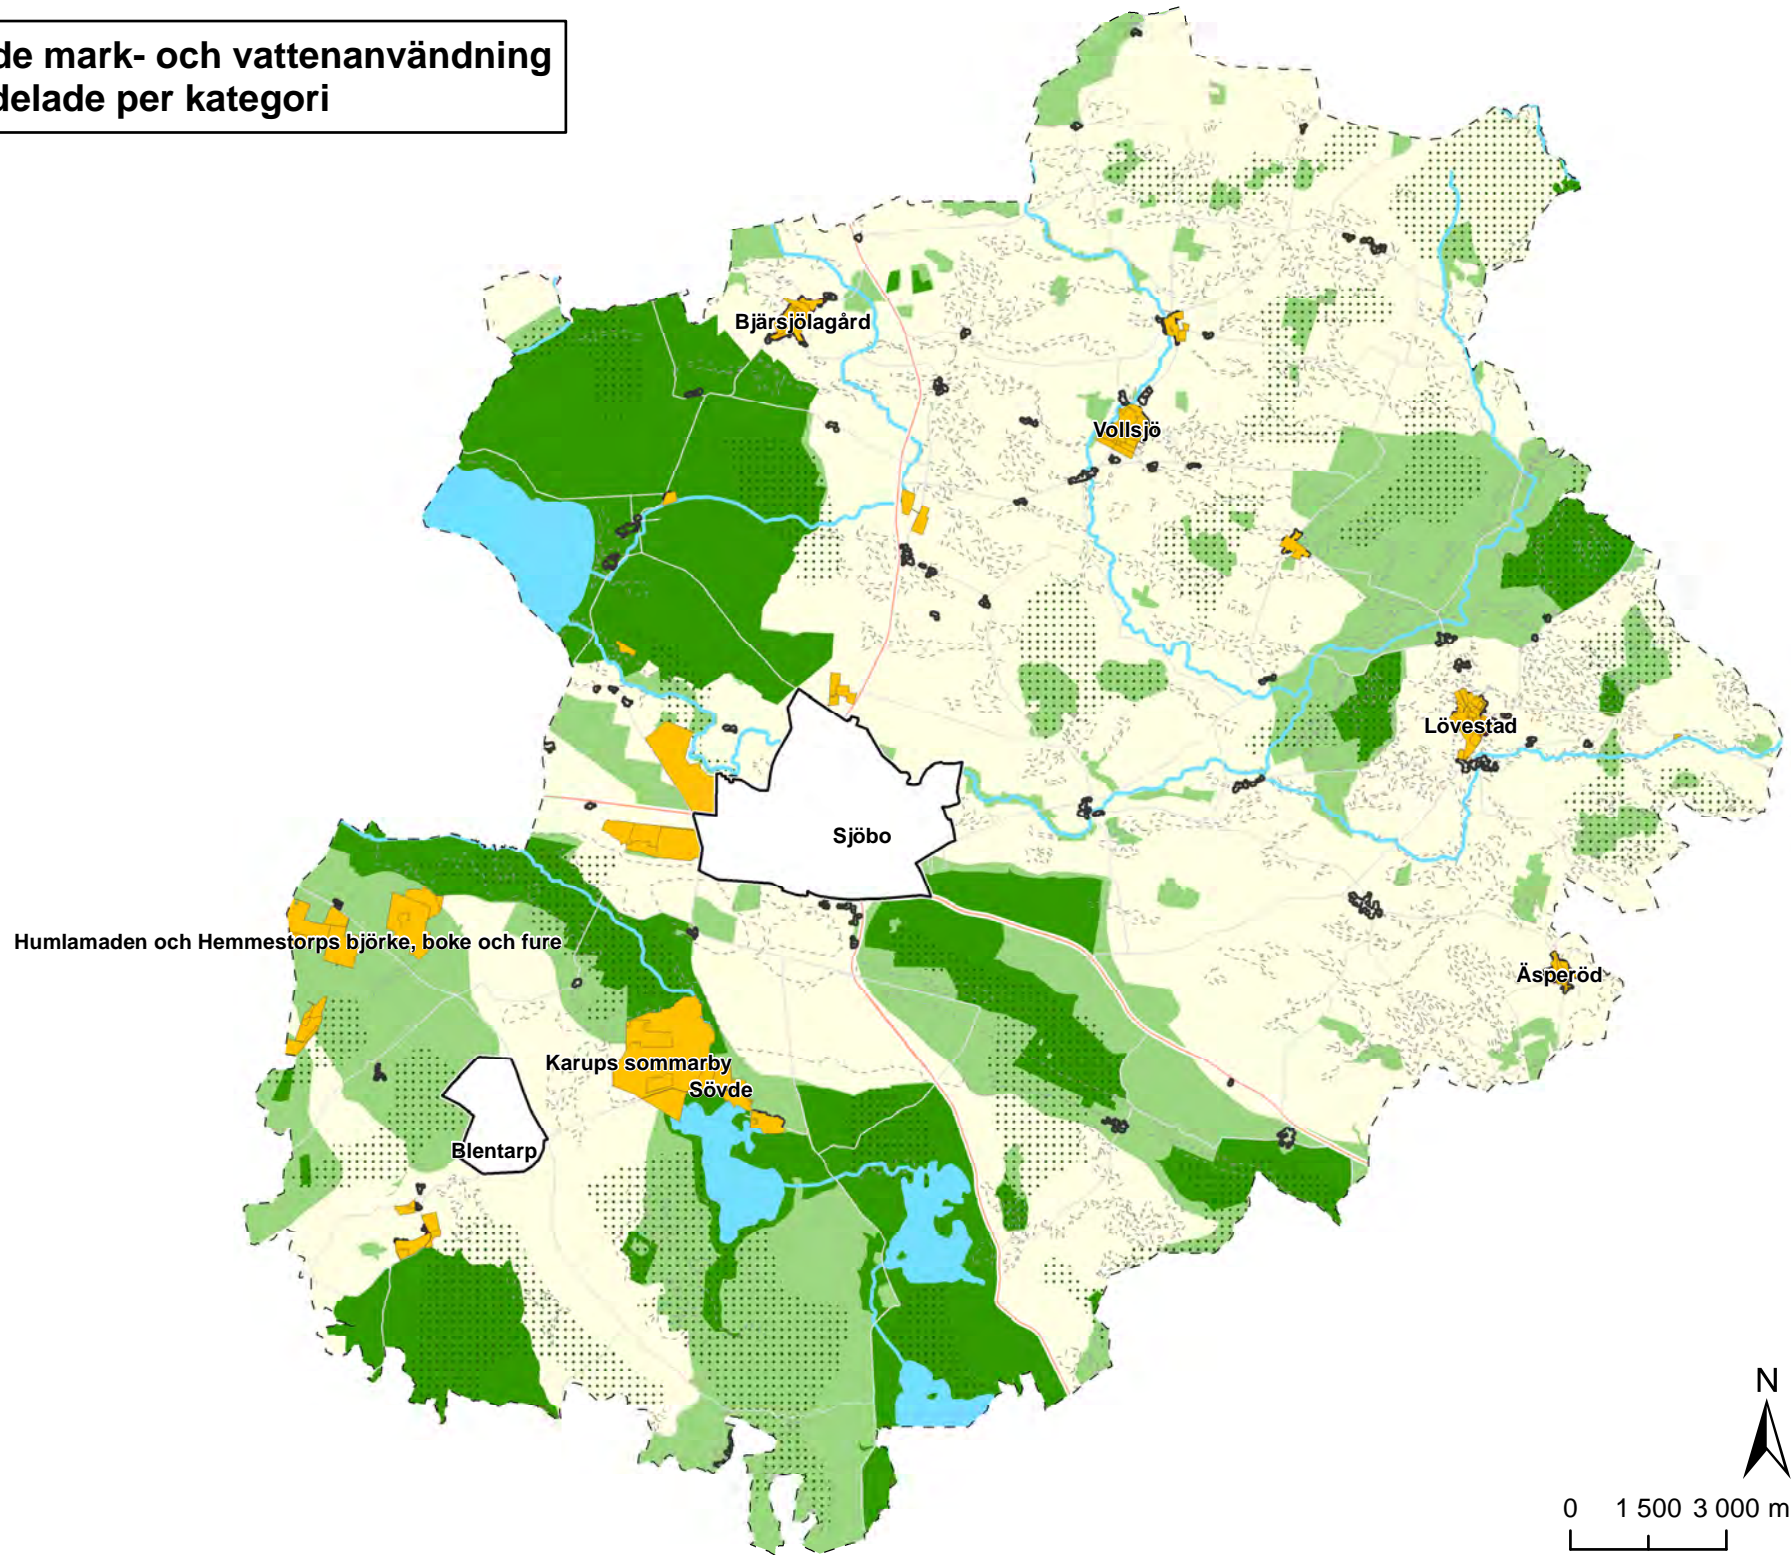 de mark- och vattenanvändning
delade per kategori
Bjärsjölagård
Vollsjö
Lövestad
Sjöbo
Humlamaden och Hemmestorps björke, boke och fure
Äsperöd
Karups sommarby
Sövde
Blentarp
N
0 1 500 3 000 m